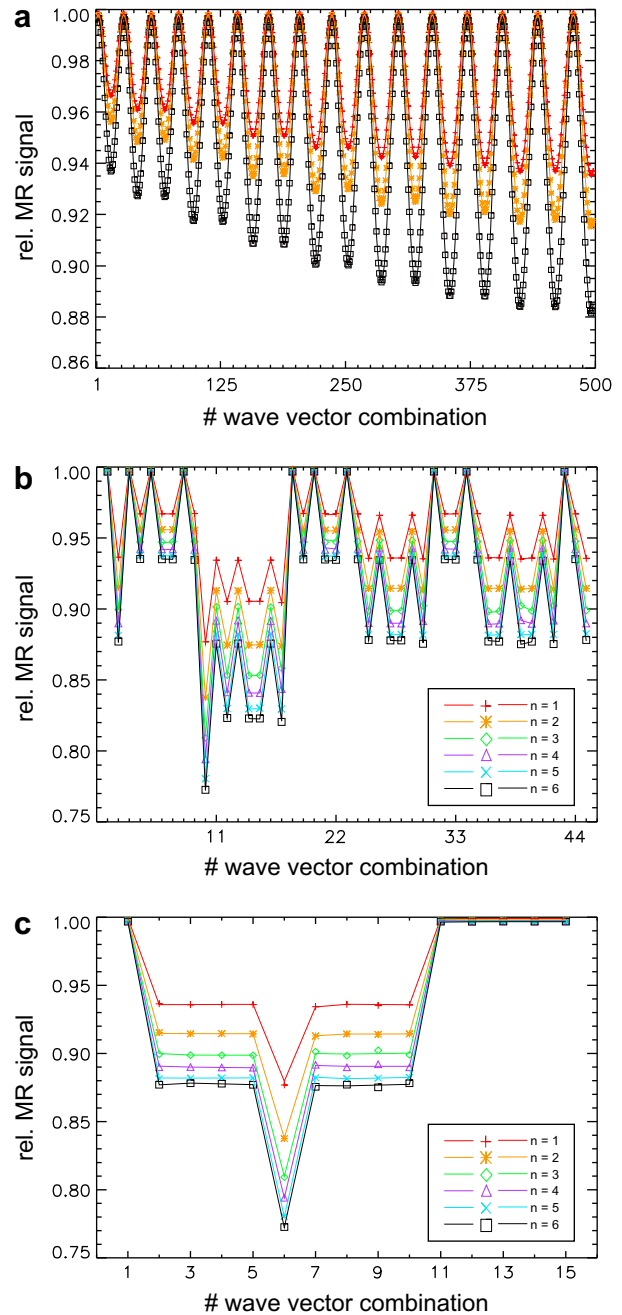 a
1.00
0.98
0.96
0.94
0.92
0.90
0.88
0.86
rel. MR signal
1
125
250
375
500
# wave vector combination
b
1.00
0.95
0.90
0.85
0.80
0.75
rel. MR signal
n = 1
n = 2
n = 3
n = 4
n = 5
n = 6
11
22
33
44
# wave vector combination
c
1.00
0.95
0.90
0.85
0.80
0.75
rel. MR signal
n = 1
n = 2
n = 3
n = 4
n = 5
n = 6
1
3
5
7
9
11
13
15
# wave vector combination